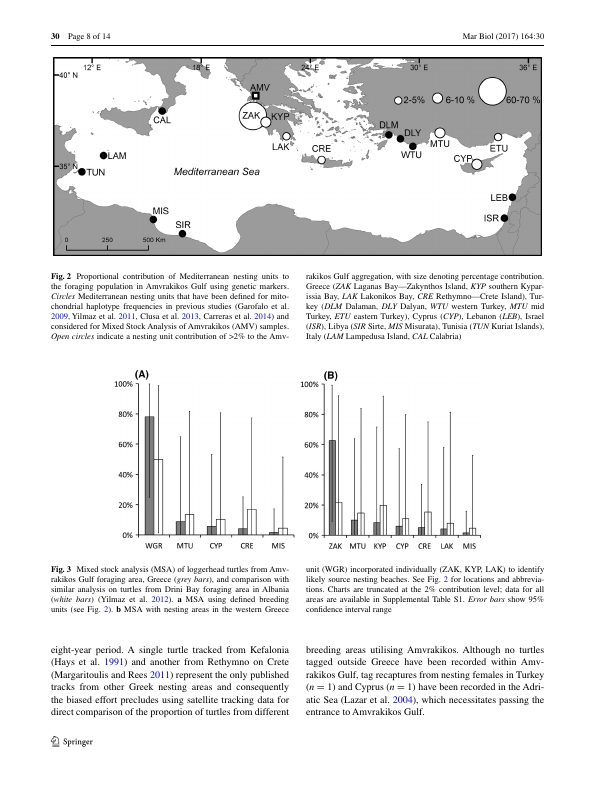 30 Page 8 of 14
Mar Biol (2017) 164:30
12° E
18° E
24° E
30° E
36° E
40° N
35° N
AMV
ZAK
KYP
LAK
CRE
CAL
LAM
TUN
MIS
SIR
DLM
DLY
WTU
MTU
ETU
CYP
LEB
ISR
2-5%
6-10 %
60-70 %
Mediterranean Sea
0 250 500 Km
Fig. 2 Proportional contribution of Mediterranean nesting units to
the foraging population in Amvrakikos Gulf using genetic markers.
Circles Mediterranean nesting units that have been defined for mito-
chondrial haplotype frequencies in previous studies (Garofalo et al.
2009, Yilmaz et al. 2011, Clusa et al. 2013, Carreras et al. 2014) and
considered for Mixed Stock Analysis of Amvrakikos (AMV) samples.
Open circles indicate a nesting unit contribution of >2% to the Amv-
rakikos Gulf aggregation, with size denoting percentage contribution.
Greece (ZAK Laganas Bay—Zakynthos Island, KYP southern Kypar-
issia Bay, LAK Lakonikos Bay, CRE Rethymno—Crete Island), Tur-
key (DLM Dalaman, DLY Dalyan, WTU western Turkey, MTU mid
Turkey, ETU eastern Turkey), Cyprus (CYP), Lebanon (LEB), Israel
(ISR), Libya (SIR Sirte, MIS Misurata), Tunisia (TUN Kuriat Islands),
Italy (LAM Lampedusa Island, CAL Calabria)
(A)
100%
80%
60%
40%
20%
0%
WGR MTU CYP CRE MIS
(B)
100%
80%
60%
40%
20%
0%
ZAK MTU KYP CYP CRE LAK MIS
Fig. 3 Mixed stock analysis (MSA) of loggerhead turtles from Amv-
rakikos Gulf foraging area, Greece (grey bars), and comparison with
similar analysis on turtles from Drini Bay foraging area in Albania
(white bars) (Yilmaz et al. 2012). a MSA using defined breeding
units (see Fig. 2). b MSA with nesting areas in the western Greece
unit (WGR) incorporated individually (ZAK, KYP, LAK) to identify
likely source nesting beaches. See Fig. 2 for locations and abbrevia-
tions. Charts are truncated at the 2% contribution level; data for all
areas are available in Supplemental Table S1. Error bars show 95%
confidence interval range
eight-year period. A single turtle tracked from Kefalonia
(Hays et al. 1991) and another from Rethymno on Crete
(Margaritoulis and Rees 2011) represent the only published
tracks from other Greek nesting areas and consequently
the biased effort precludes using satellite tracking data for
direct comparison of the proportion of turtles from different
breeding areas utilising Amvrakikos. Although no turtles
tagged outside Greece have been recorded within Amv-
rakikos Gulf, tag recaptures from nesting females in Turkey
(n = 1) and Cyprus (n = 1) have been recorded in the Adri-
atic Sea (Lazar et al. 2004), which necessitates passing the
entrance to Amvrakikos Gulf.
Springer